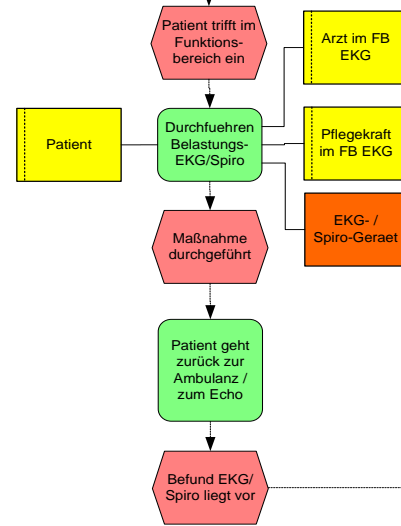 Patient trifft im
Funktions-
bereich ein
Arzt im FB
EKG
Patient
Durchfuehren
Belastungs-
EKG/Spiro
Pflegekraft
im FB EKG
EKG- /
Spiro-Geraet
Maßnahme
durchgeführt
Patient geht
zurück zur
Ambulanz /
zum Echo
Befund EKG/
Spiro liegt vor